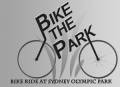 BIKE
THE
PARK
BIKE RIDE AT SYDNEY OLYMPIC PARK